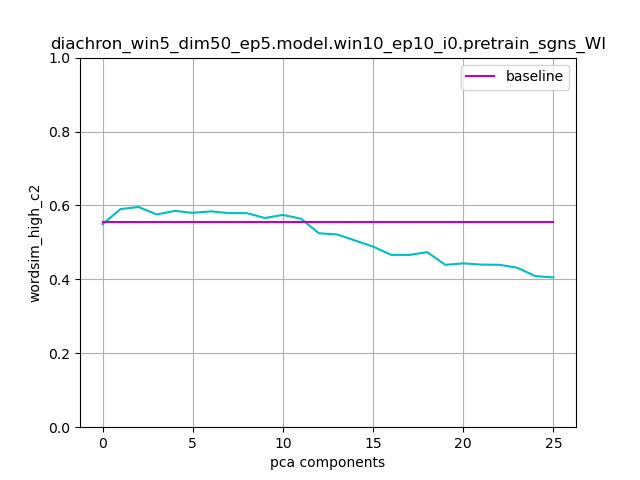 diachron_win5_dim50_ep5.model.win10_ep10_i0.pretrain_sgns_WI
baseline
wordsim_high_c2
1.0
0.8
0.6
0.4
0.2
0.0
0 5 10 15 20 25
pca components